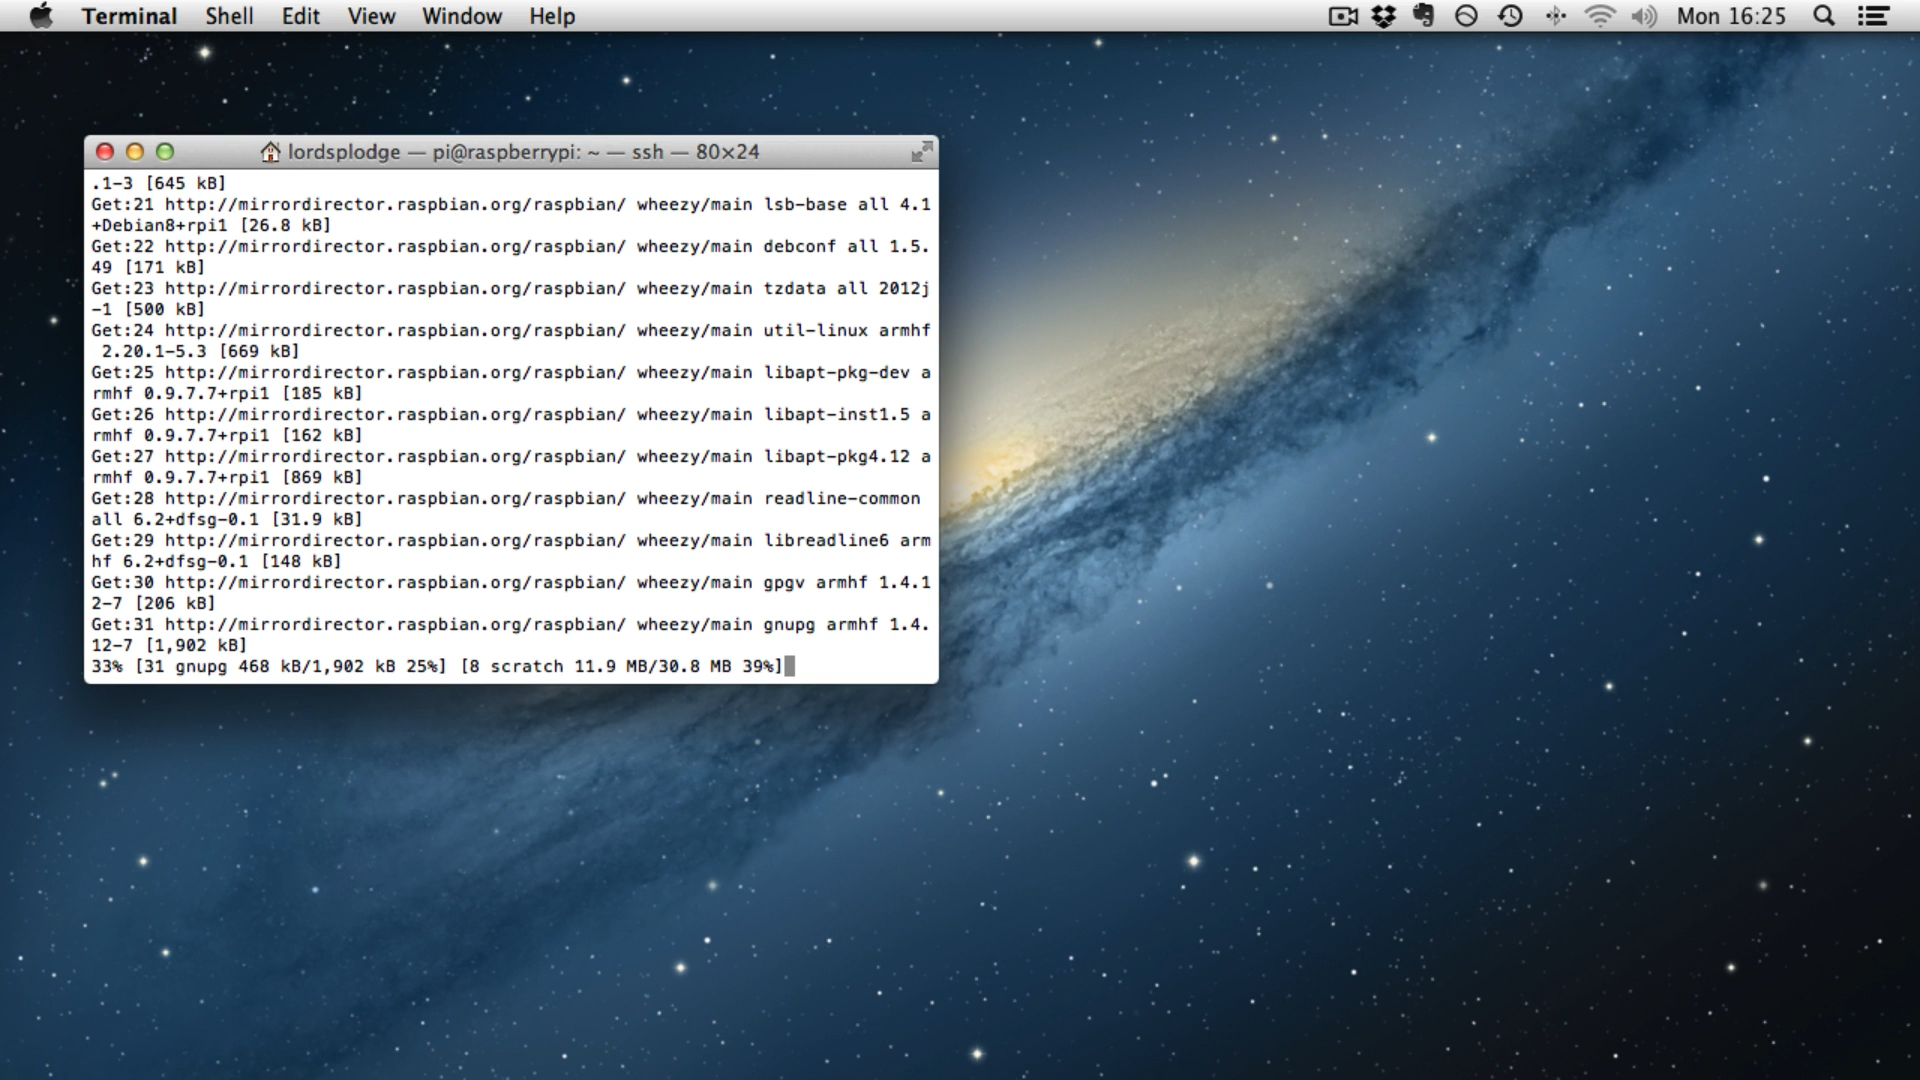 Terminal Shell Edit View Window Help Mon 16:25
lordsplodge — pi@raspberrypi: ~ — ssh — 80×24
.1-3 [645 kB]
Get:21 http://mirrordirector.raspbian.org/raspbian/ wheezy/main lsb-base all 4.1
+Debian8+rpi1 [26.8 kB]
Get:22 http://mirrordirector.raspbian.org/raspbian/ wheezy/main debconf all 1.5.
49 [171 kB]
Get:23 http://mirrordirector.raspbian.org/raspbian/ wheezy/main tzdata all 2012j
-1 [500 kB]
Get:24 http://mirrordirector.raspbian.org/raspbian/ wheezy/main util-linux armhf
 2.20.1-5.3 [669 kB]
Get:25 http://mirrordirector.raspbian.org/raspbian/ wheezy/main libapt-pkg-dev a
rmhf 0.9.7.7+rpi1 [185 kB]
Get:26 http://mirrordirector.raspbian.org/raspbian/ wheezy/main libapt-inst1.5 a
rmhf 0.9.7.7+rpi1 [162 kB]
Get:27 http://mirrordirector.raspbian.org/raspbian/ wheezy/main libapt-pkg4.12 a
rmhf 0.9.7.7+rpi1 [869 kB]
Get:28 http://mirrordirector.raspbian.org/raspbian/ wheezy/main readline-common
all 6.2+dfsg-0.1 [31.9 kB]
Get:29 http://mirrordirector.raspbian.org/raspbian/ wheezy/main libreadline6 arm
hf 6.2+dfsg-0.1 [148 kB]
Get:30 http://mirrordirector.raspbian.org/raspbian/ wheezy/main gpgv armhf 1.4.1
2-7 [206 kB]
Get:31 http://mirrordirector.raspbian.org/raspbian/ wheezy/main gnupg armhf 1.4.
12-7 [1,902 kB]
33% [31 gnupg 468 kB/1,902 kB 25%] [8 scratch 11.9 MB/30.8 MB 39%]